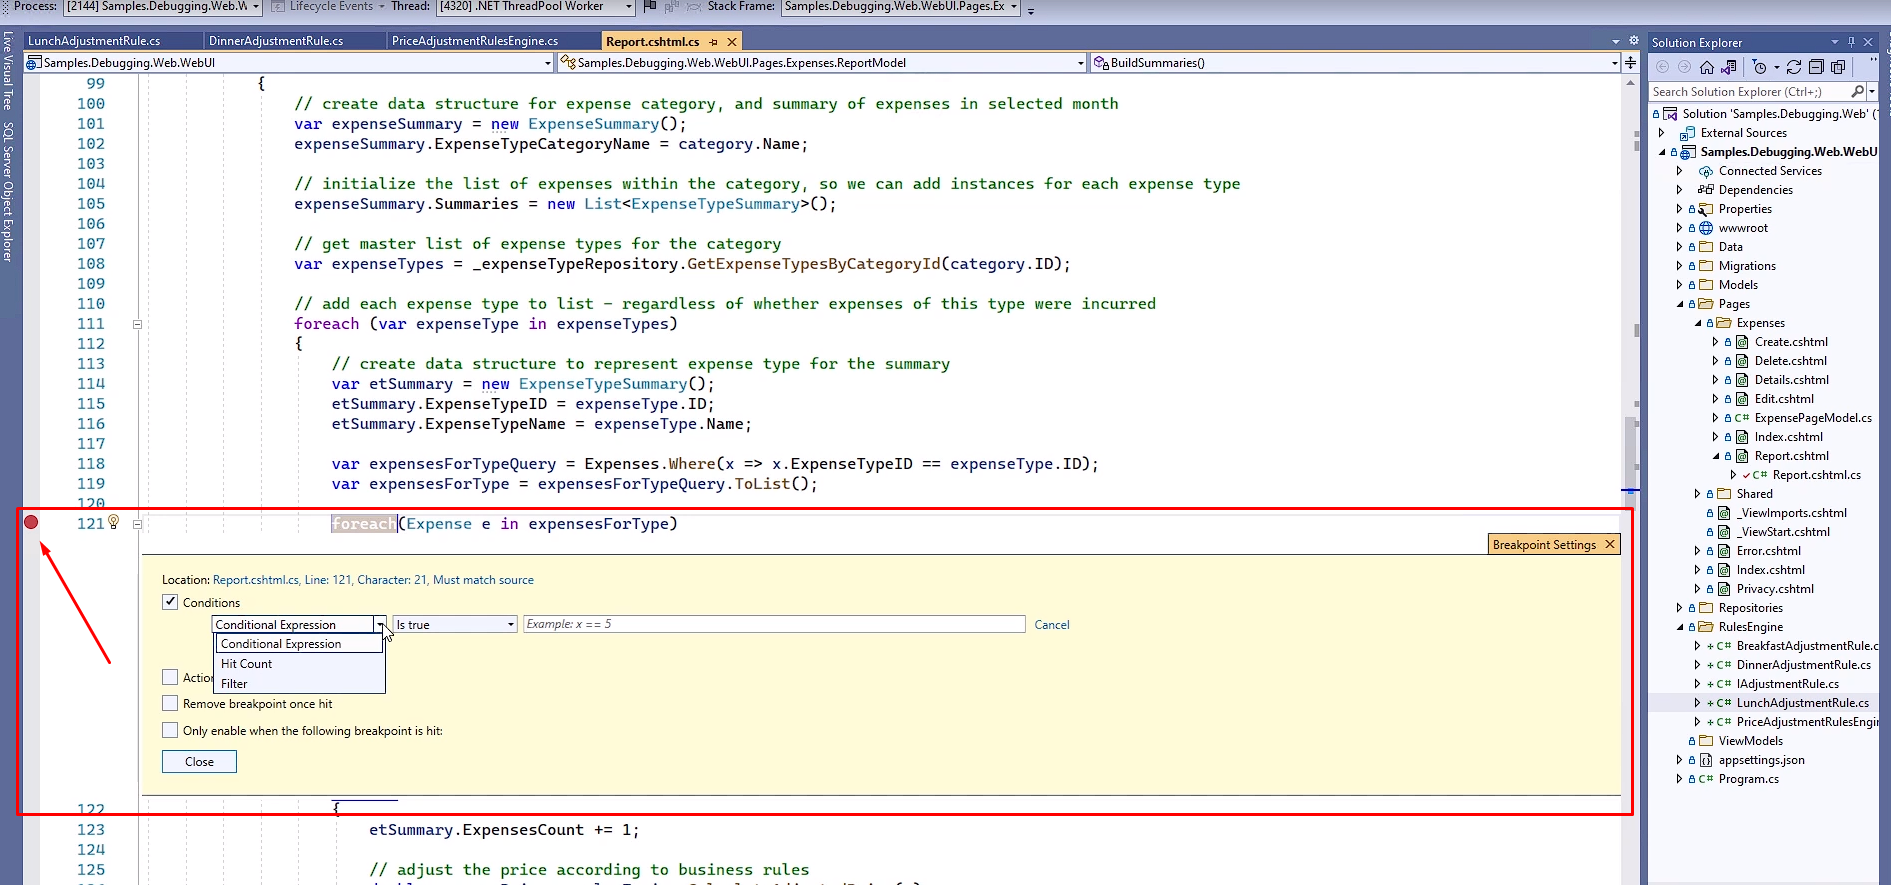 Process: [2144] Samples.Debugging.Web.W Lifecycle Events Thread: [4320] .NET ThreadPool Worker Stack Frame: Samples.Debugging.Web.WebUI.Pages.Ex
LunchAdjustmentRule.cs DinnerAdjustmentRule.cs PriceAdjustmentRulesEngine.cs Report.cshtml.cs
Samples.Debugging.Web.WebUI Samples.Debugging.Web.WebUI.Pages.Expenses.ReportModel BuildSummaries()
Live Visual Tree
SQL Server Object Explorer
99 {
100 // create data structure for expense category, and summary of expenses in selected month
101 var expenseSummary = new ExpenseSummary();
102 expenseSummary.ExpenseTypeCategoryName = category.Name;
103
104 // initialize the list of expenses within the category, so we can add instances for each expense type
105 expenseSummary.Summaries = new List<ExpenseTypeSummary>();
106
107 // get master list of expense types for the category
108 var expenseTypes = _expenseTypeRepository.GetExpenseTypesByCategoryId(category.ID);
109
110 // add each expense type to list - regardless of whether expenses of this type were incurred
111 foreach (var expenseType in expenseTypes)
112 {
113 // create data structure to represent expense type for the summary
114 var etSummary = new ExpenseTypeSummary();
115 etSummary.ExpenseTypeID = expenseType.ID;
116 etSummary.ExpenseTypeName = expenseType.Name;
117
118 var expensesForTypeQuery = Expenses.Where(x => x.ExpenseTypeID == expenseType.ID);
119 var expensesForType = expensesForTypeQuery.ToList();
120
121 foreach(Expense e in expensesForType)
Breakpoint Settings
Location: Report.cshtml.cs, Line: 121, Character: 21, Must match source
Conditions
Conditional Expression Is true Example: x == 5 Cancel
Conditional Expression
Hit Count
Filter
Actio
Remove breakpoint once hit
Only enable when the following breakpoint is hit:
Close
122 {
123 etSummary.ExpensesCount += 1;
124
125 // adjust the price according to business rules
Solution Explorer
Search Solution Explorer (Ctrl+;)
Solution 'Samples.Debugging.Web'
External Sources
Samples.Debugging.Web.WebU
Connected Services
Dependencies
Properties
wwwroot
Data
Migrations
Models
Pages
Expenses
Create.cshtml
Delete.cshtml
Details.cshtml
Edit.cshtml
C# ExpensePageModel.cs
Index.cshtml
Report.cshtml
C# Report.cshtml.cs
Shared
_ViewImports.cshtml
_ViewStart.cshtml
Error.cshtml
Index.cshtml
Privacy.cshtml
Repositories
RulesEngine
C# BreakfastAdjustmentRule.c
C# DinnerAdjustmentRule.cs
C# IAdjustmentRule.cs
C# LunchAdjustmentRule.cs
C# PriceAdjustmentRulesEngi
ViewModels
appsettings.json
C# Program.cs